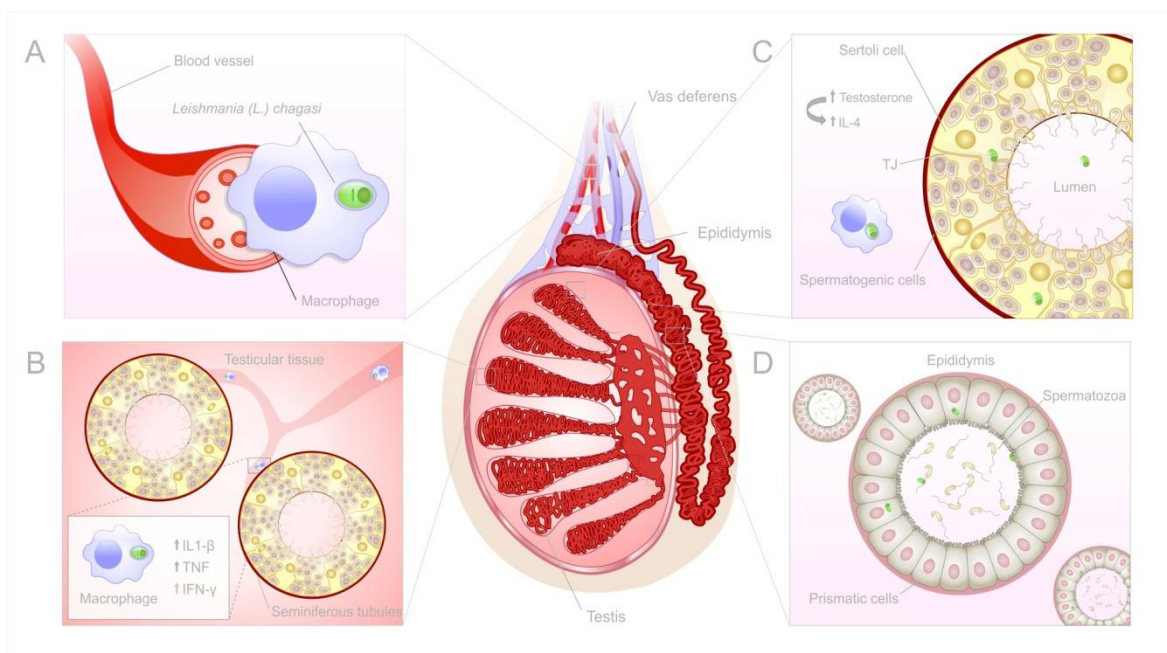 A
Blood vessel
Leishmania (L.) chagasi
Macrophage
Vas deferens
Epididymis
Testis
B
Testicular tissue
Macrophage
↑ IL1-β
↑ TNF
↑ IFN-γ
Seminiferous tubules
C
Sertoli cell
↑ Testosterone
↑ IL-4
TJ
Lumen
Spermatogenic cells
D
Epididymis
Spermatozoa
Prismatic cells